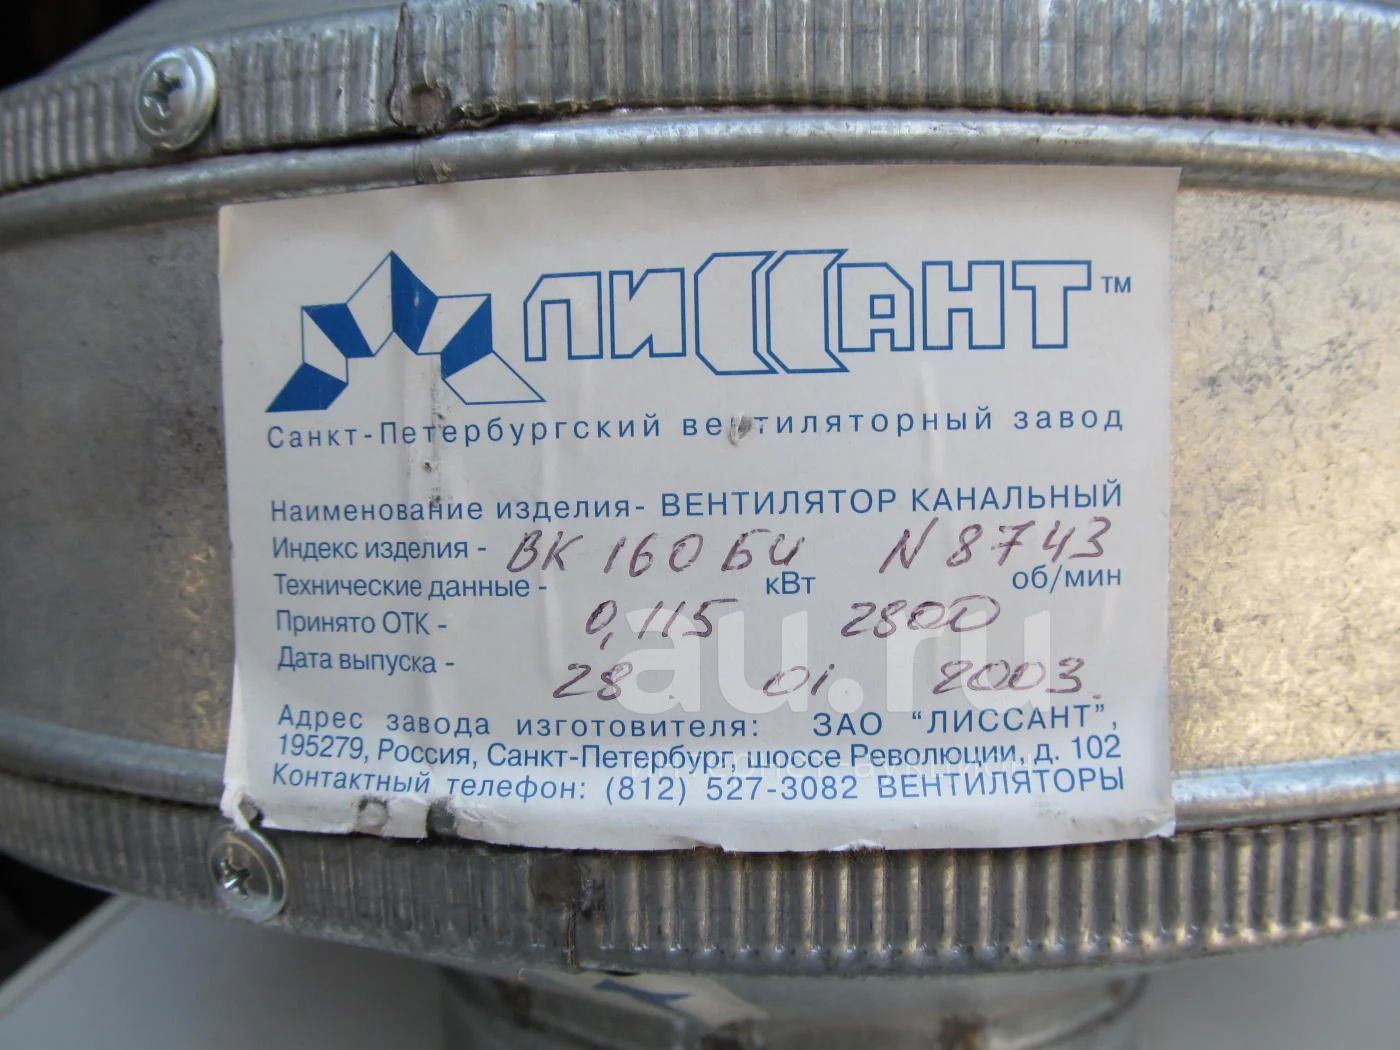 ЛИССАНТ™
Санкт-Петербургский вентиляторный завод
Наименование изделия- ВЕНТИЛЯТОР КАНАЛЬНЫЙ
Индекс изделия - ВК 160 Би N 8743
Технические данные - кВт об/мин
Принято ОТК - 0,115 2800
Дата выпуска - 28. 01 2003.
Адрес завода изготовителя: ЗАО "ЛИССАНТ",
195279, Россия, Санкт-Петербург, шоссе Революции, д. 102
Контактный телефон: (812) 527-3082 ВЕНТИЛЯТОРЫ
au.ru